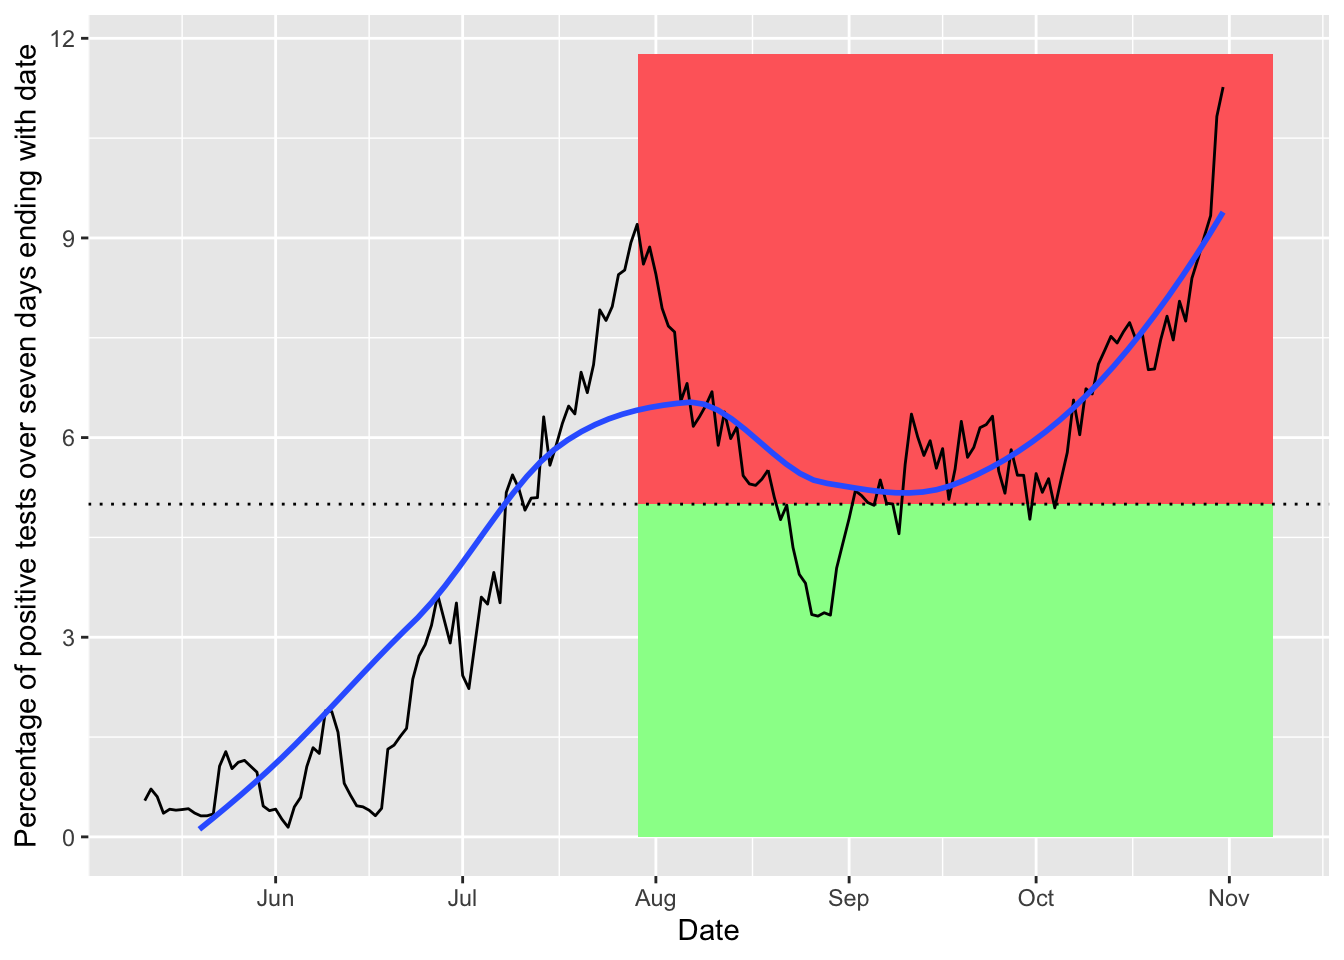 Percentage of positive tests over seven days ending with date
12
9
6
3
0
Jun Jul Aug Sep Oct Nov
Date